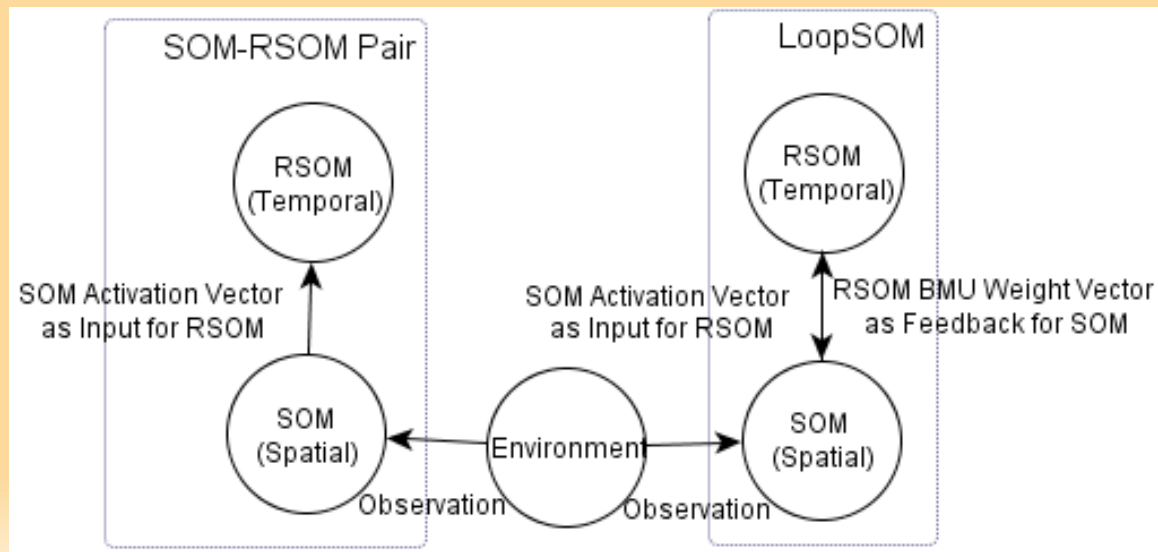 SOM-RSOM Pair
RSOM
(Temporal)
SOM Activation Vector
as Input for RSOM
SOM
(Spatial)
Observation
Environment
Observation
LoopSOM
RSOM
(Temporal)
SOM Activation Vector
as Input for RSOM
RSOM BMU Weight Vector
as Feedback for SOM
SOM
(Spatial)